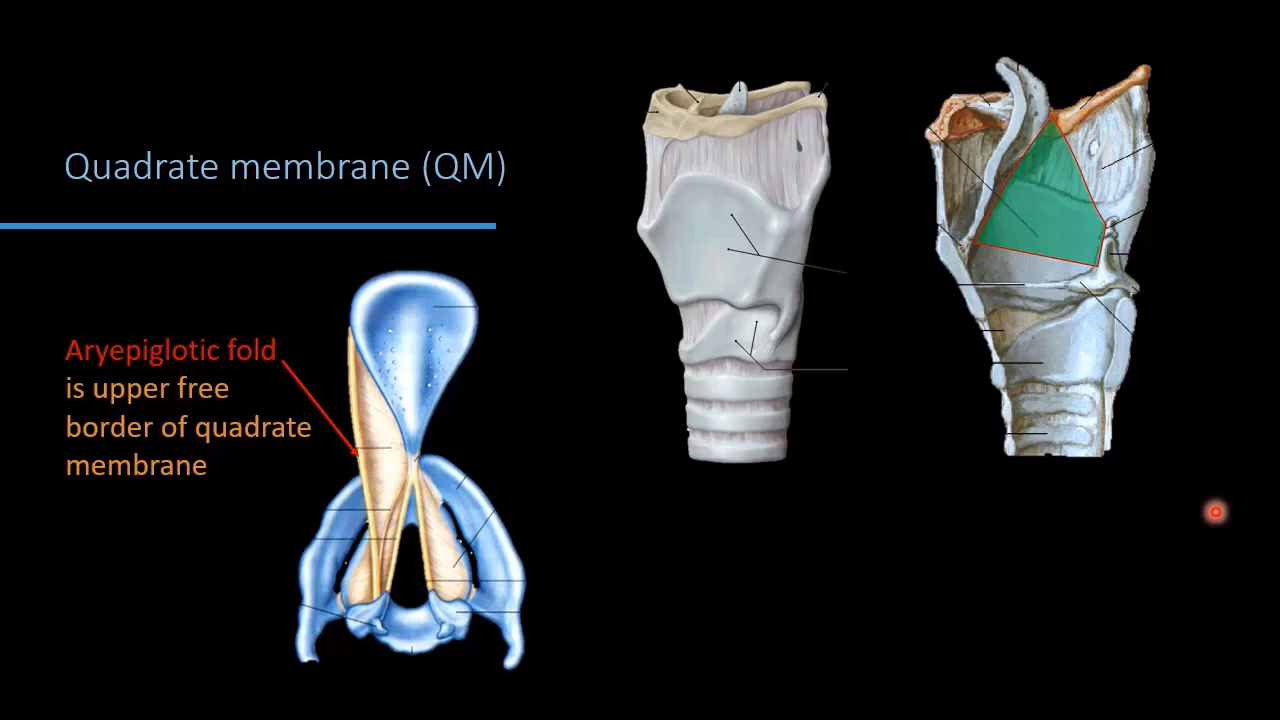 Quadrate membrane (QM)
Aryepiglotic fold
is upper free
border of quadrate
membrane